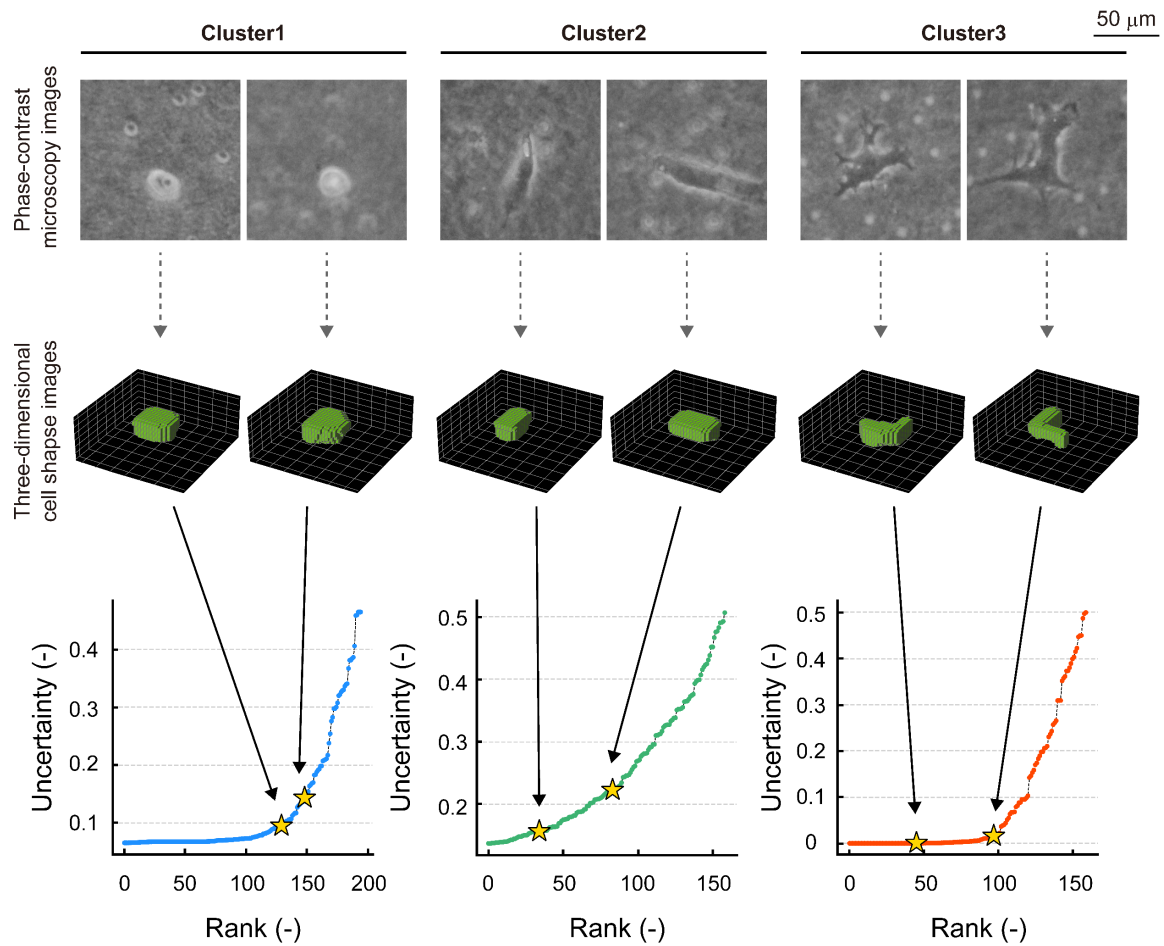 Cluster1
Cluster2
Cluster3
50 μm
Phase-contrast
microscopy images
Three-dimensional
cell shapse images
Uncertainty (-)
0.4
0.3
0.2
0.1
0
50
100
150
200
Rank (-)
Uncertainty (-)
0.5
0.4
0.3
0.2
0
50
100
150
Rank (-)
Uncertainty (-)
0.5
0.4
0.3
0.2
0.1
0
0
50
100
150
Rank (-)